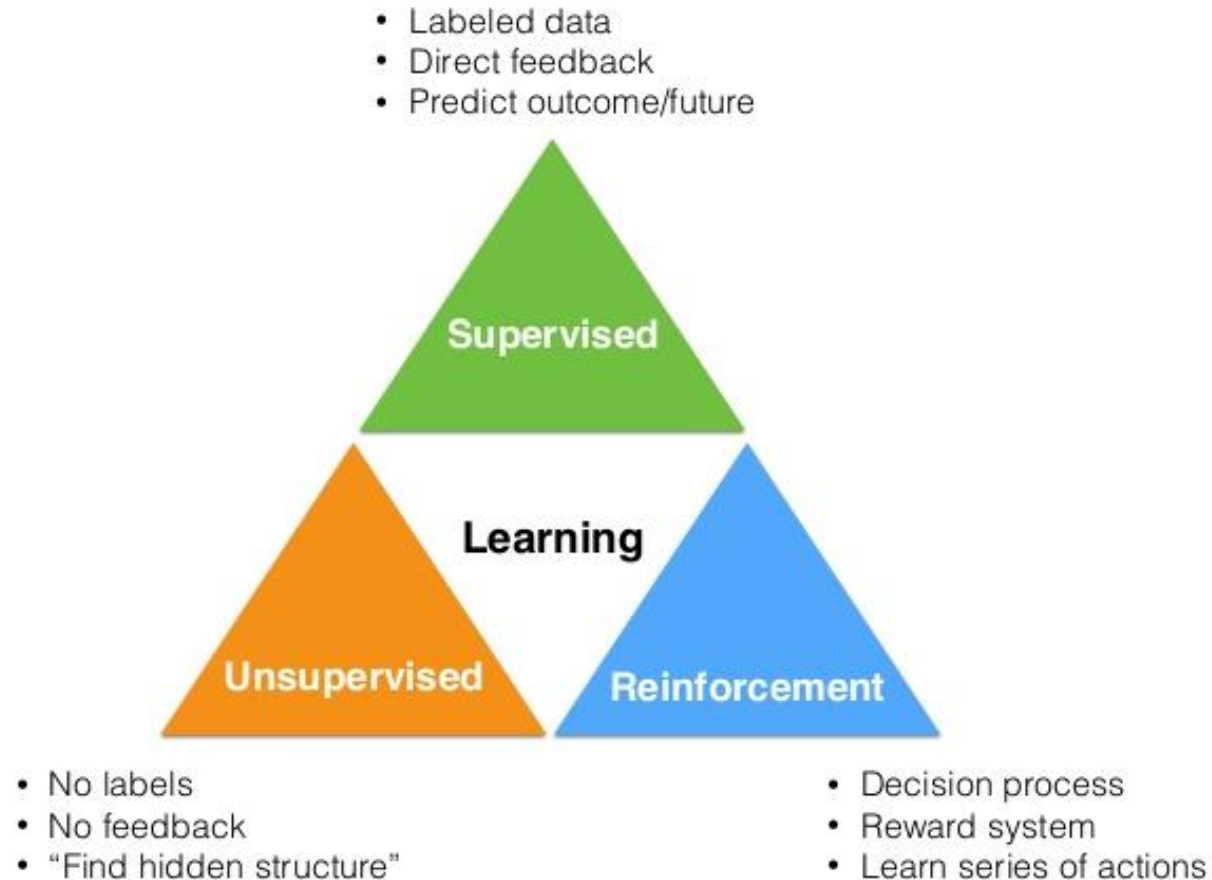 • Labeled data
• Direct feedback
• Predict outcome/future
Supervised
Learning
Unsupervised
Reinforcement
• No labels
• No feedback
• “Find hidden structure”
• Decision process
• Reward system
• Learn series of actions